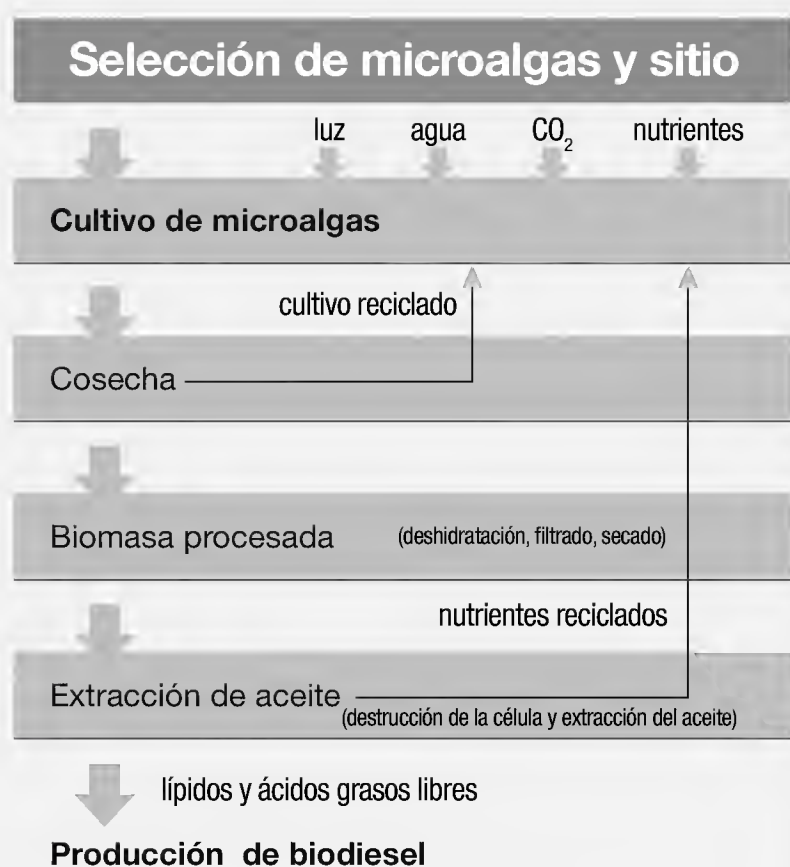 Selección de microalgas y sitio
luz agua CO₂ nutrientes
Cultivo de microalgas
cultivo reciclado
Cosecha
Biomasa procesada (deshidratación, filtrado, secado)
nutrientes reciclados
Extracción de aceite
(destrucción de la célula y extracción del aceite)
lípidos y ácidos grasos libres
Producción de biodiesel